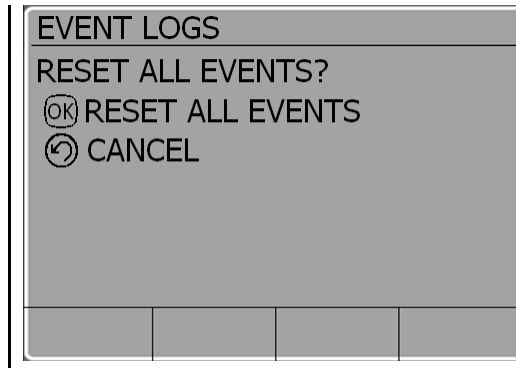 EVENT LOGS
RESET ALL EVENTS?
OK RESET ALL EVENTS
CANCEL